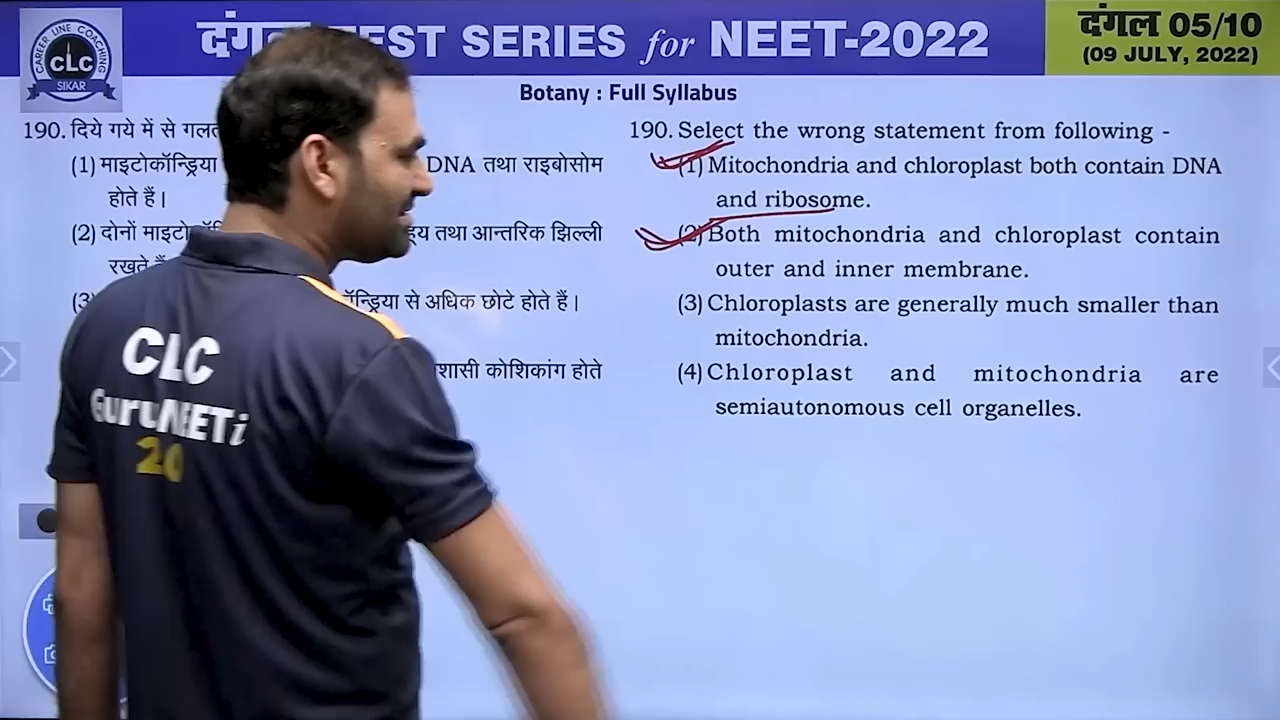 CAREER LINE COACHING
CLC
SIKAR
TEST SERIES for NEET-2022
दंगल 05/10
(09 JULY, 2022)
Botany : Full Syllabus
190. दिये गये में से
(1) माइटोकॉन्ड्रिया DNA तथा राइबोसोम
होते हैं।
(2) दोनों तथा आन्तरिक झिल्ली
रखते
(3) से अधिक छोटे होते हैं।
कोशिकांग होते
190. Select the wrong statement from following -
(1) Mitochondria and chloroplast both contain DNA
and ribosome.
(2) Both mitochondria and chloroplast contain
outer and inner membrane.
(3) Chloroplasts are generally much smaller than
mitochondria.
(4) Chloroplast and mitochondria are
semiautonomous cell organelles.
CLC
GuruNEETi
20